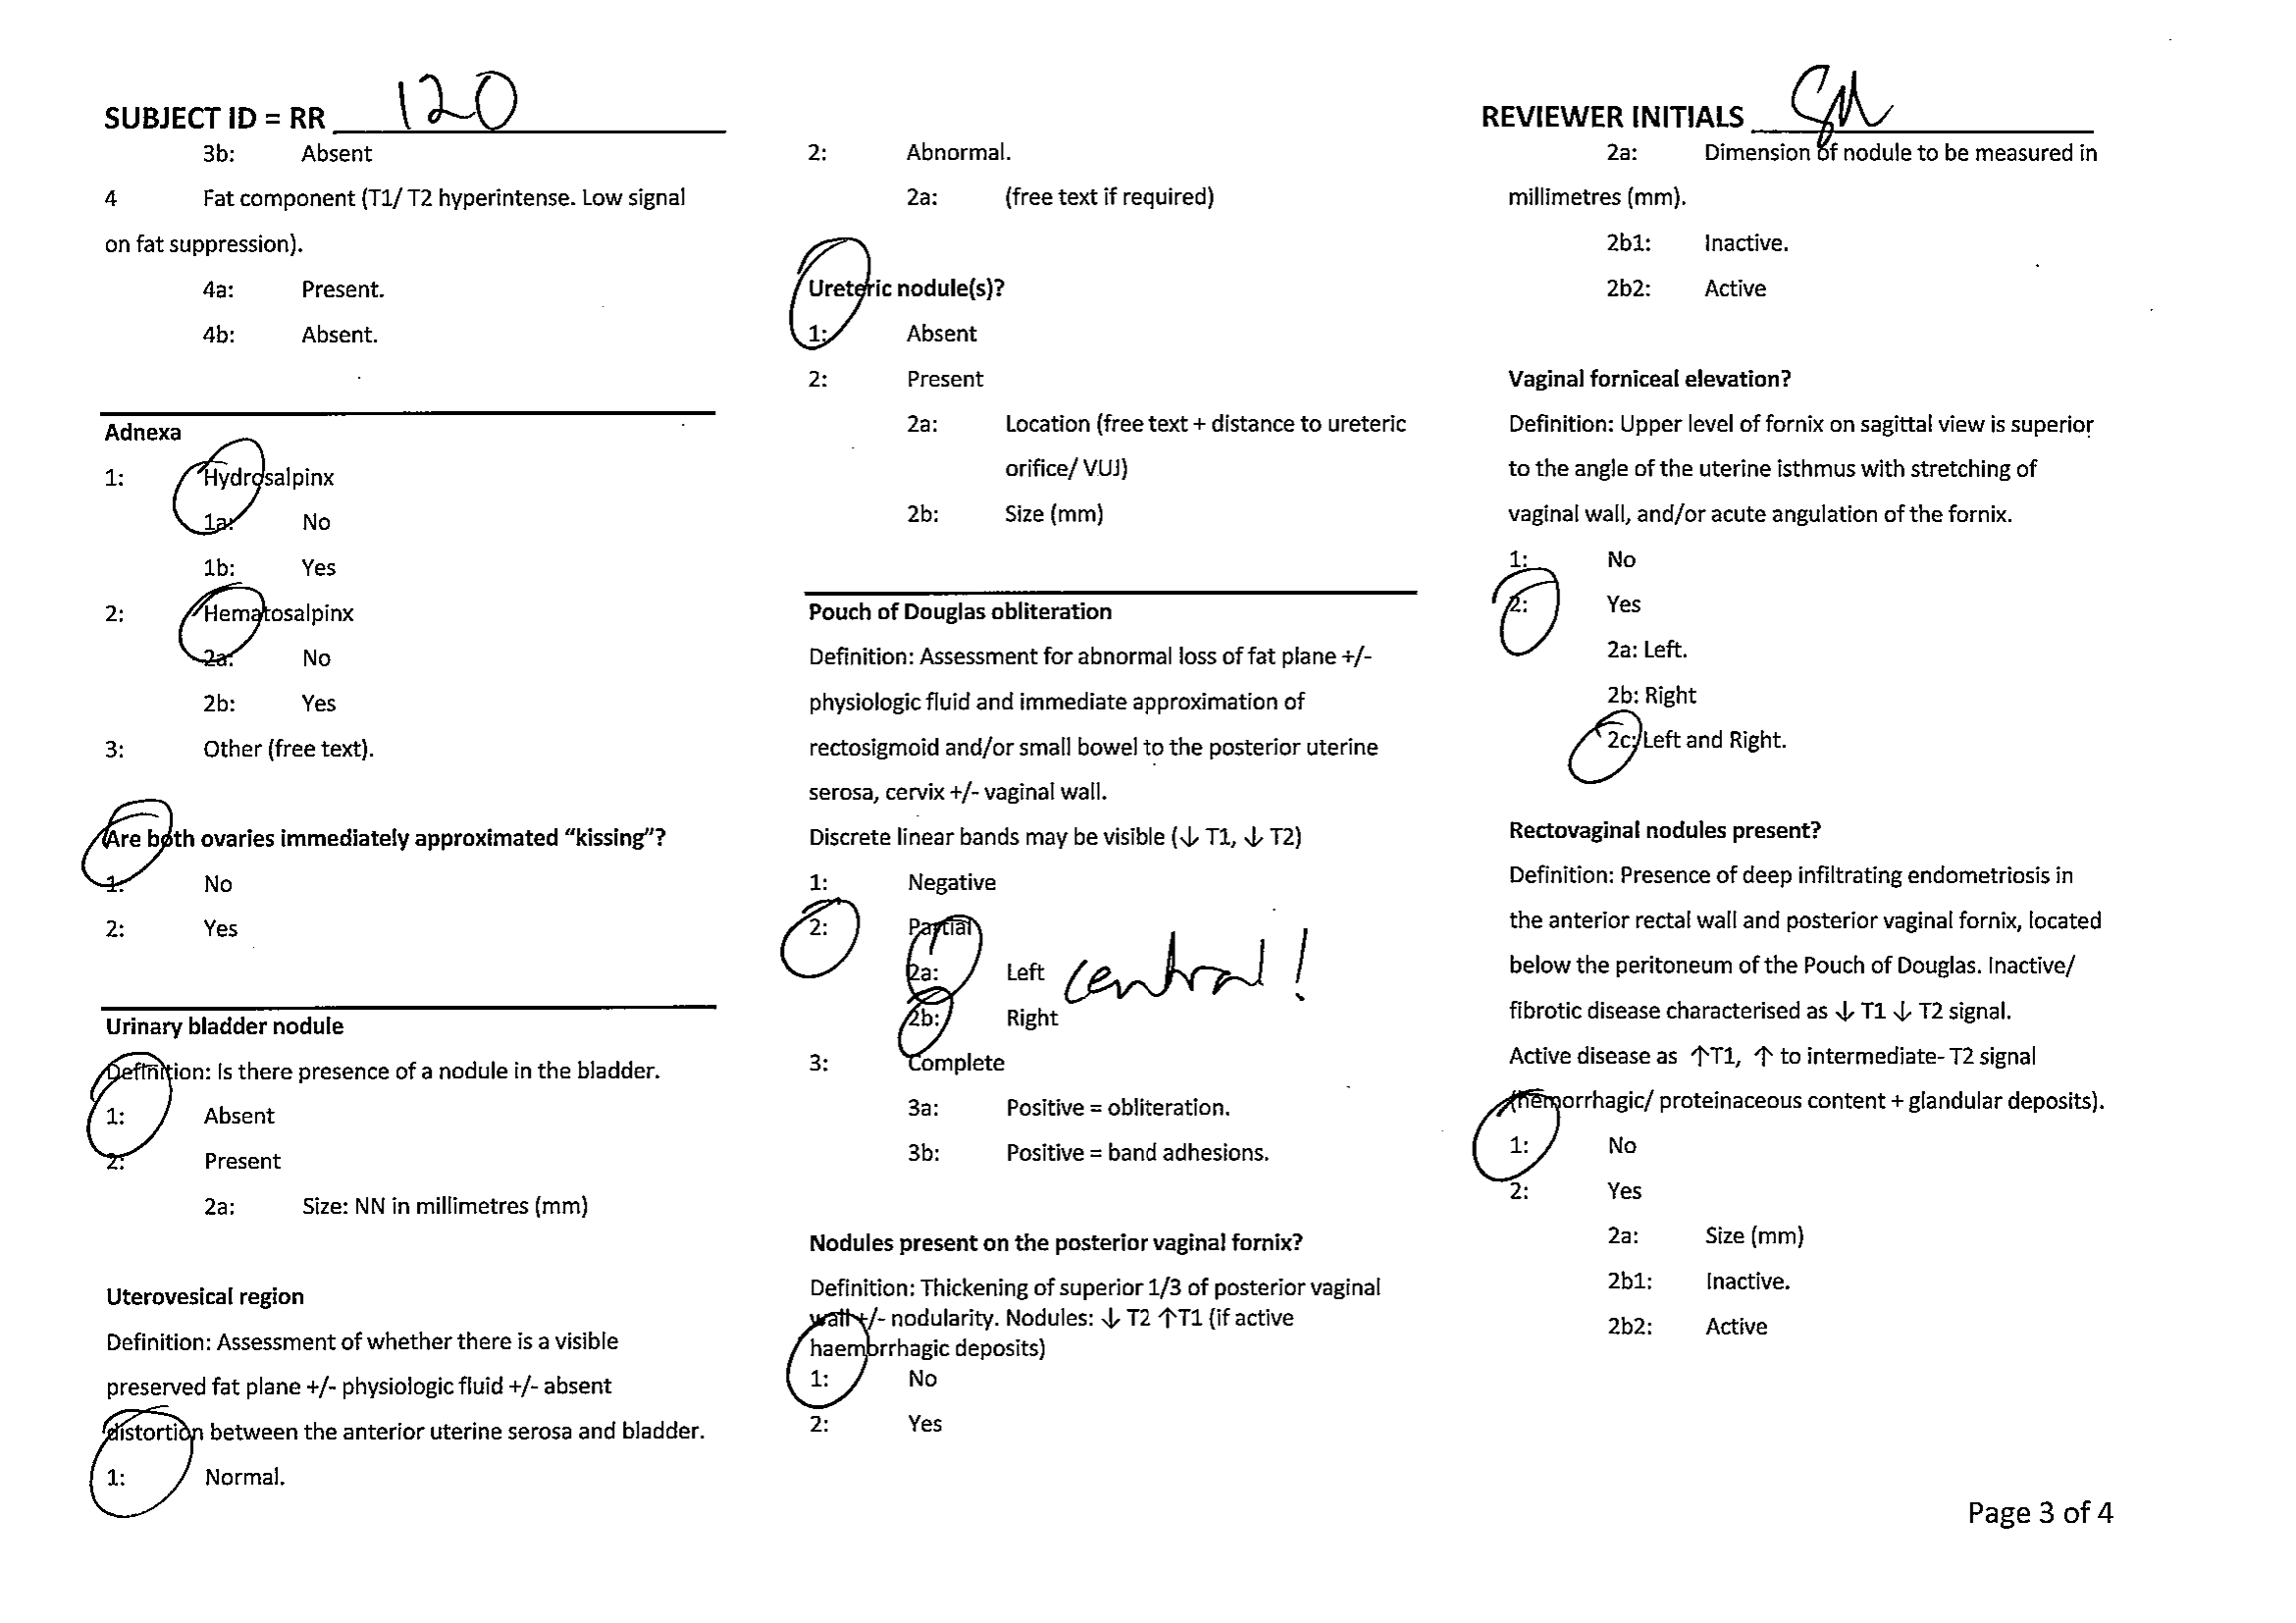 SUBJECT ID = RR 120
3b: Absent
4 Fat component (T1/ T2 hyperintense. Low signal
on fat suppression).
4a: Present.
4b: Absent.
Adnexa
1: Hydrosalpinx
1a: No
1b: Yes
2: Hematosalpinx
2a: No
2b: Yes
3: Other (free text).
Are both ovaries immediately approximated “kissing”?
1: No
2: Yes
Urinary bladder nodule
Definition: Is there presence of a nodule in the bladder.
1: Absent
2: Present
2a: Size: NN in millimetres (mm)
Uterovesical region
Definition: Assessment of whether there is a visible
preserved fat plane +/- physiologic fluid +/- absent
distortion between the anterior uterine serosa and bladder.
1: Normal.
2: Abnormal.
2a: (free text if required)
Ureteric nodule(s)?
1: Absent
2: Present
2a: Location (free text + distance to ureteric
orifice/ VUJ)
2b: Size (mm)
Pouch of Douglas obliteration
Definition: Assessment for abnormal loss of fat plane +/-
physiologic fluid and immediate approximation of
rectosigmoid and/or small bowel to the posterior uterine
serosa, cervix +/- vaginal wall.
Discrete linear bands may be visible (↓ T1, ↓ T2)
1: Negative
2: Partial
2a: Left central!
2b: Right
3: Complete
3a: Positive = obliteration.
3b: Positive = band adhesions.
Nodules present on the posterior vaginal fornix?
Definition: Thickening of superior 1/3 of posterior vaginal
wall +/- nodularity. Nodules: ↓ T2 ↑T1 (if active
haemorrhagic deposits)
1: No
2: Yes
REVIEWER INITIALS
2a: Dimension of nodule to be measured in
millimetres (mm).
2b1: Inactive.
2b2: Active
Vaginal forniceal elevation?
Definition: Upper level of fornix on sagittal view is superior
to the angle of the uterine isthmus with stretching of
vaginal wall, and/or acute angulation of the fornix.
1: No
2: Yes
2a: Left.
2b: Right
2c: Left and Right.
Rectovaginal nodules present?
Definition: Presence of deep infiltrating endometriosis in
the anterior rectal wall and posterior vaginal fornix, located
below the peritoneum of the Pouch of Douglas. Inactive/
fibrotic disease characterised as ↓ T1 ↓ T2 signal.
Active disease as ↑T1, ↑ to intermediate- T2 signal
(hemorrhagic/ proteinaceous content + glandular deposits).
1: No
2: Yes
2a: Size (mm)
2b1: Inactive.
2b2: Active
Page 3 of 4